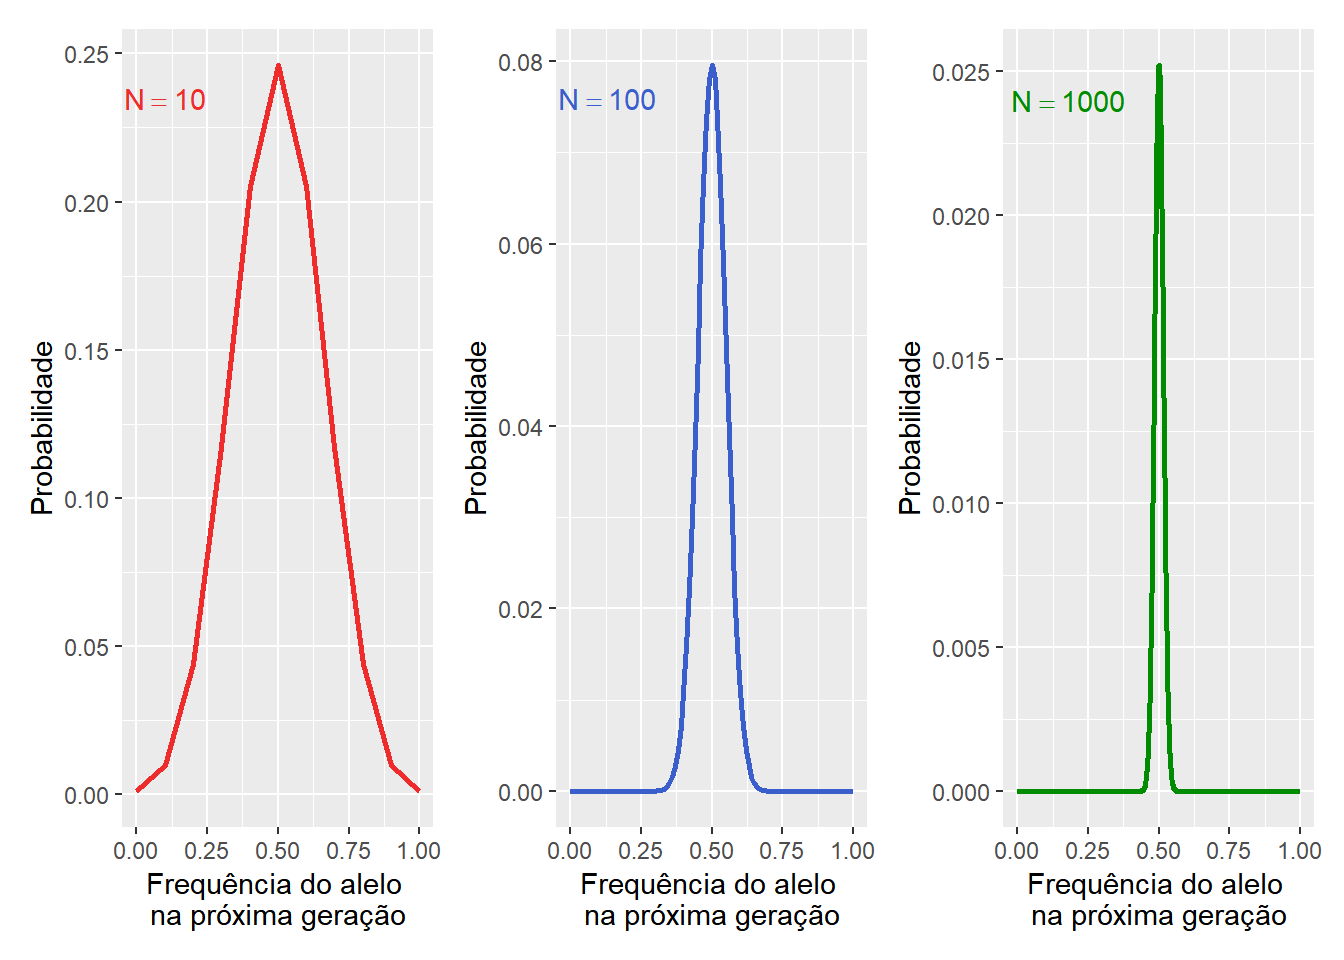 N = 10
0.25
0.20
0.15
0.10
0.05
0.00
Probabilidade
0.00 0.25 0.50 0.75 1.00
Frequência do alelo
na próxima geração
N = 100
0.08
0.06
0.04
0.02
0.00
Probabilidade
0.00 0.25 0.50 0.75 1.00
Frequência do alelo
na próxima geração
N = 1000
0.025
0.020
0.015
0.010
0.005
0.000
Probabilidade
0.00 0.25 0.50 0.75 1.00
Frequência do alelo
na próxima geração